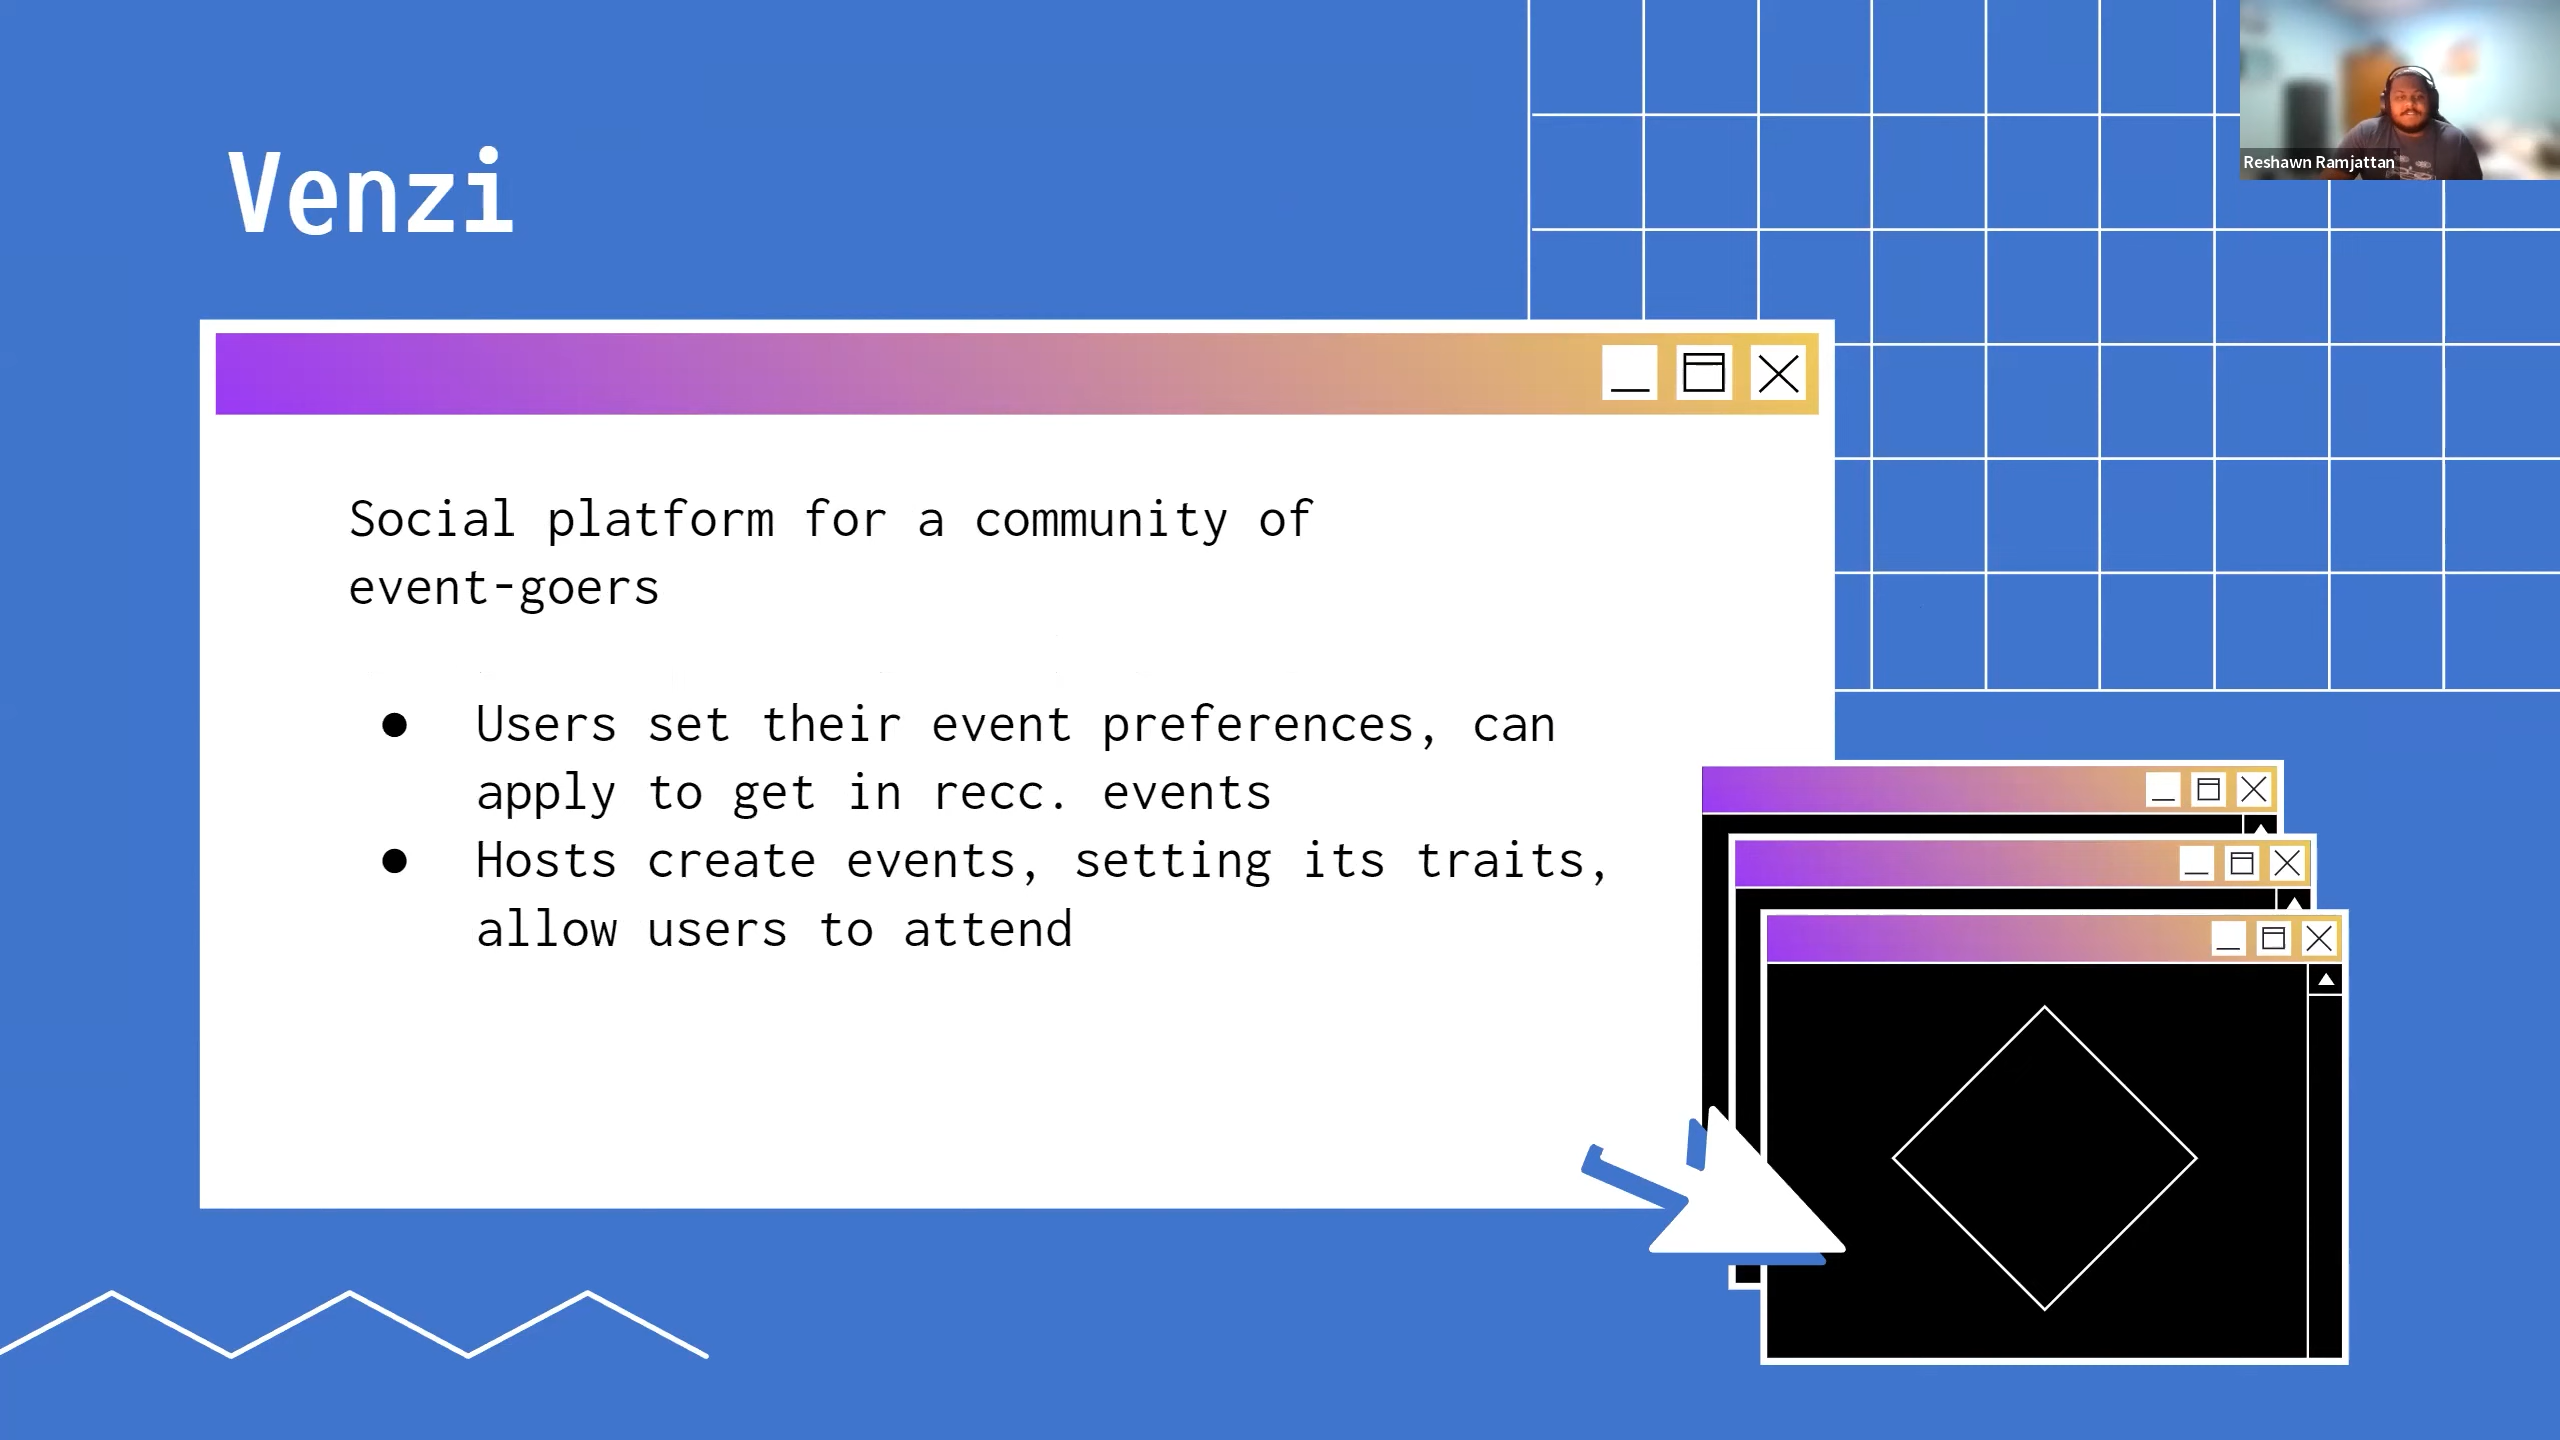 Venzi
Reshawn Ramjattan
Social platform for a community of
event-goers
● Users set their event preferences, can
apply to get in recc. events
● Hosts create events, setting its traits,
allow users to attend